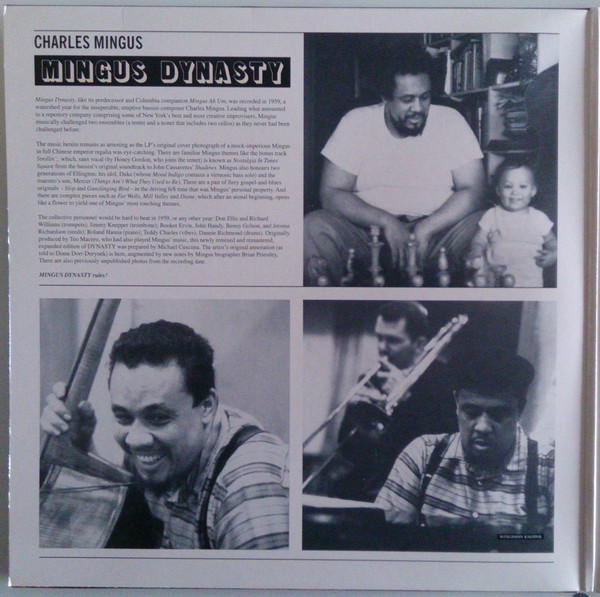 CHARLES MINGUS
MINGUS DYNASTY
Mingus Dynasty, like its predecessor and Columbia companion Mingus Ah Um, was recorded in 1959, a
watershed year for the insuperable, eruptive bassist-composer Charles Mingus. Leading what amounted
to a repertory company comprising some of New York's best and most creative improvisers, Mingus
musically challenged two ensembles (a tentet and a nonet that includes two cellos) as they never had been
challenged before.
The music herein remains as arresting as the LP's original cover photograph of a mock-imperious Mingus
in full Chinese emperor regalia was eye-catching. There are familiar Mingus themes like the bonus track
Strollin', which, sans vocal (by Honey Gordon, who joins the tentet) is known as Nostalgia In Times
Square from the bassist's original soundtrack to John Cassavetes' Shadows. Mingus also honours two
generations of Ellington; his idol, Duke (whose Mood Indigo contains a virtuosic bass solo) and the
maestro's son, Mercer (Things Ain't What They Used to Be). There are a pair of fiery gospel-and-blues
originals - Slop and Gunslinging Bird - in the driving 6/8 time that was Mingus' personal property. And
there are complex pieces such as Far Wells, Mill Valley and Diane, which after an atonal beginning, opens
like a flower to yield one of Mingus' most touching themes.
The collective personnel would be hard to beat in 1959, or any other year: Don Ellis and Richard
Williams (trumpets); Jimmy Knepper (trombone); Booker Ervin, John Handy, Benny Golson, and Jerome
Richardson (reeds); Roland Hanna (piano); Teddy Charles (vibes); Dannie Richmond (drums). Originally
produced by Teo Macero, who had also played Mingus' music, this newly remixed and remastered,
expanded edition of DYNASTY was prepared by Michael Cuscuna. The artist's original annotation (as
told to Diane Dorr-Dorynek) is here, augmented by new notes by Mingus biographer Brian Priestley.
There are also previously unpublished photos from the recording date.
MINGUS DYNASTY rules!